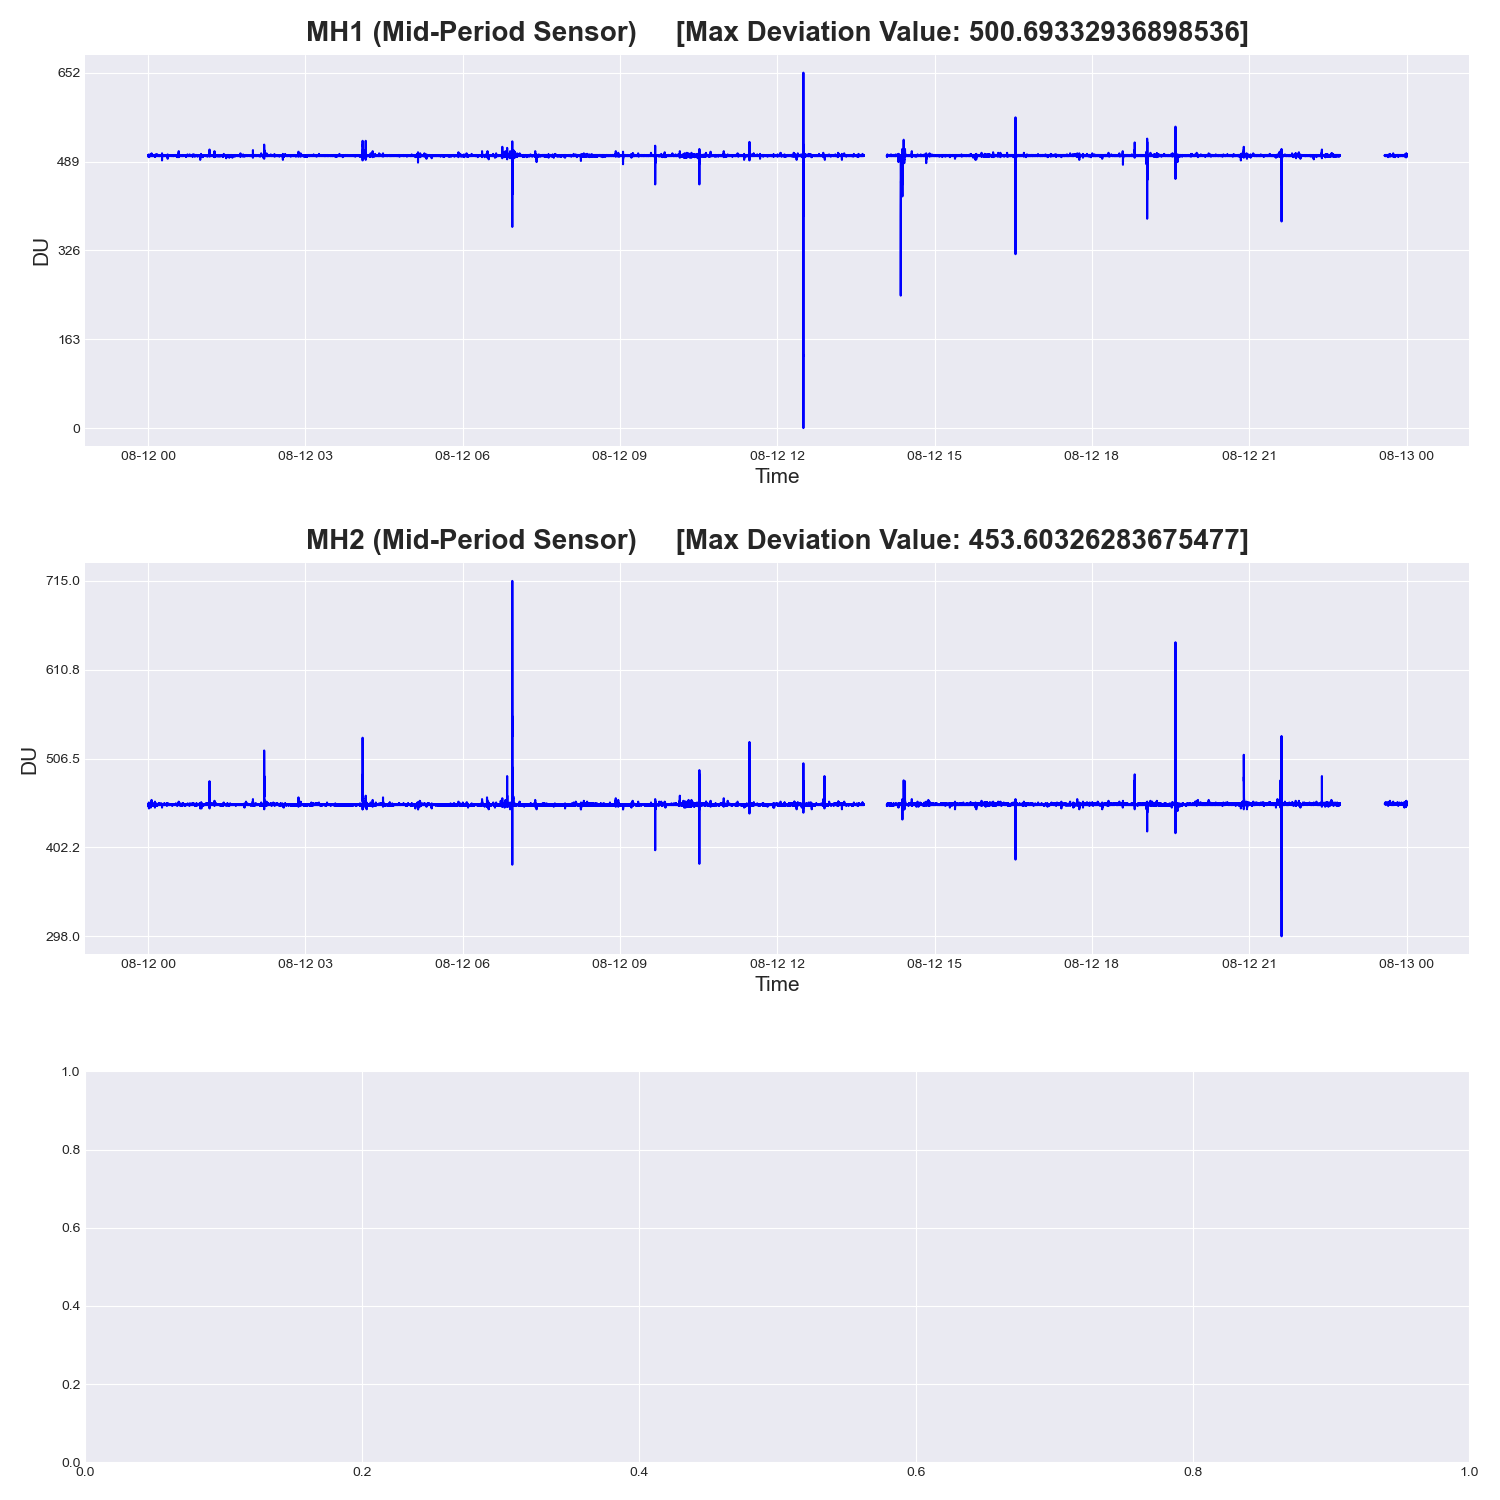 MH1 (Mid-Period Sensor) [Max Deviation Value: 500.69332936898536]
652
489
326
163
0
DU
08-12 00 08-12 03 08-12 06 08-12 09 08-12 12 08-12 15 08-12 18 08-12 21 08-13 00
Time
MH2 (Mid-Period Sensor) [Max Deviation Value: 453.60326283675477]
715.0
610.8
506.5
402.2
298.0
DU
08-12 00 08-12 03 08-12 06 08-12 09 08-12 12 08-12 15 08-12 18 08-12 21 08-13 00
Time
1.0
0.8
0.6
0.4
0.2
0.0
0.0 0.2 0.4 0.6 0.8 1.0